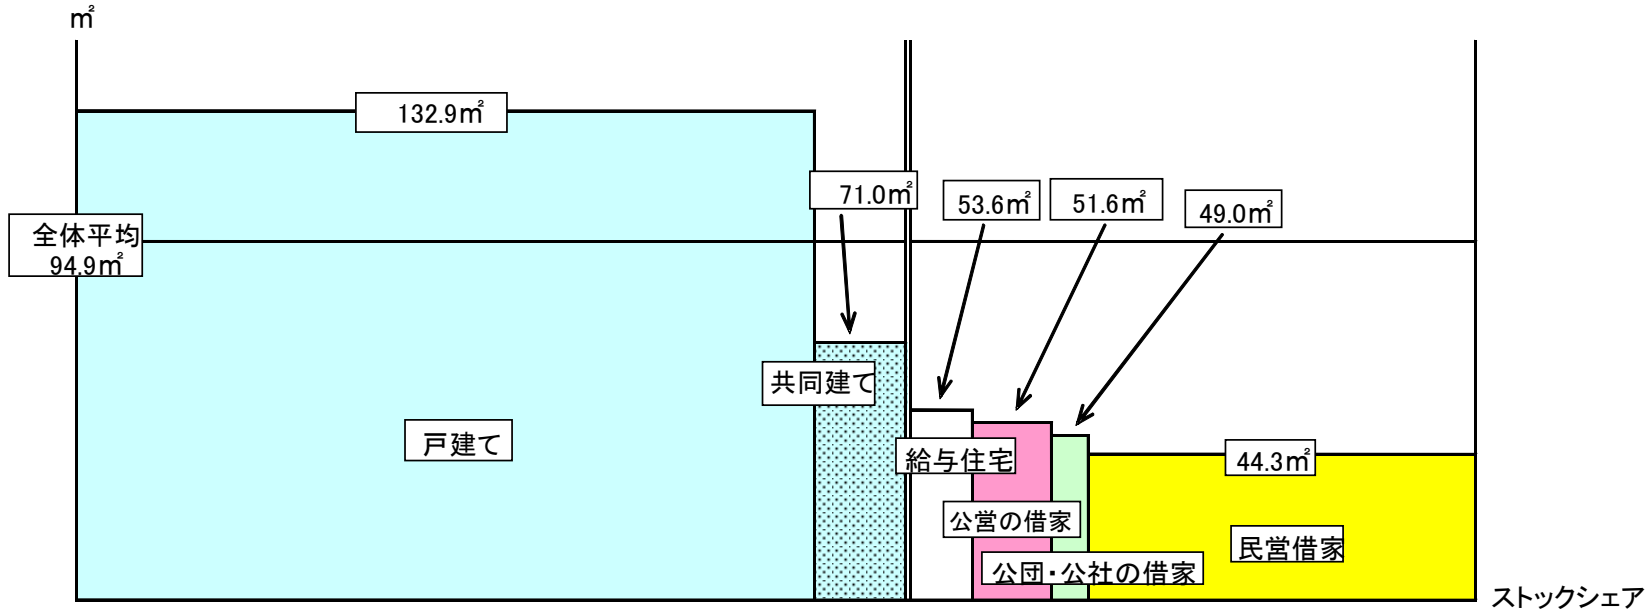 ㎡
132.9㎡
71.0㎡
53.6㎡
51.6㎡
49.0㎡
全体平均
94.9㎡
共同建て
戸建て
給与住宅
44.3㎡
公営の借家
民営借家
公団・公社の借家
ストックシェア